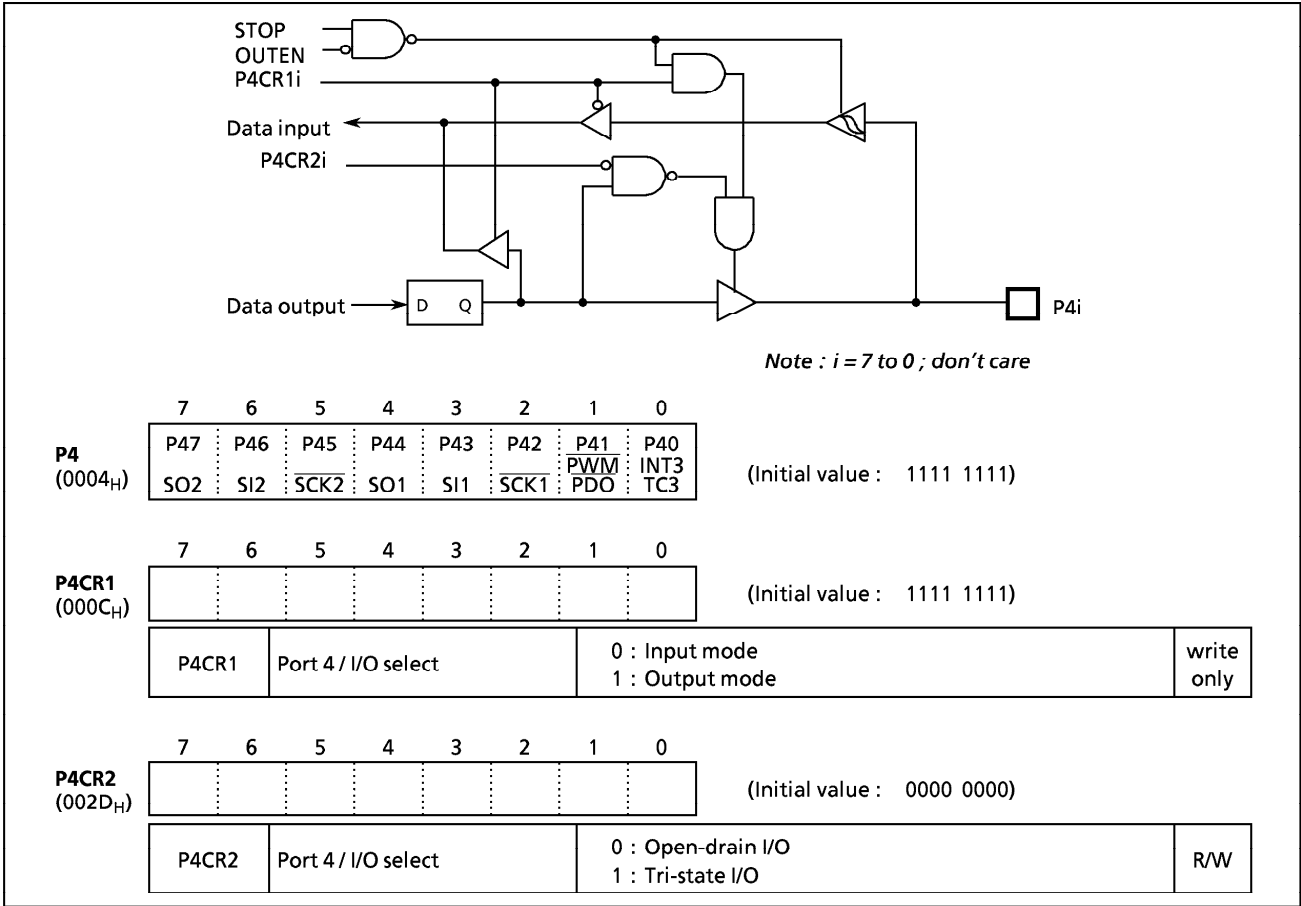 STOP
OUTEN
P4CR1i
Data input
P4CR2i
Data output
D Q
P4i
Note : i = 7 to 0 ; don't care
7 6 5 4 3 2 1 0
P4
(0004H)
P47 P46 P45 P44 P43 P42 P41 P40
PWM INT3
SO2 SI2 SCK2 SO1 SI1 SCK1 PDO TC3
(Initial value : 1111 1111)
7 6 5 4 3 2 1 0
P4CR1
(000CH)
(Initial value : 1111 1111)
P4CR1
Port 4 / I/O select
0 : Input mode
1 : Output mode
write
only
7 6 5 4 3 2 1 0
P4CR2
(002DH)
(Initial value : 0000 0000)
P4CR2
Port 4 / I/O select
0 : Open-drain I/O
1 : Tri-state I/O
R/W